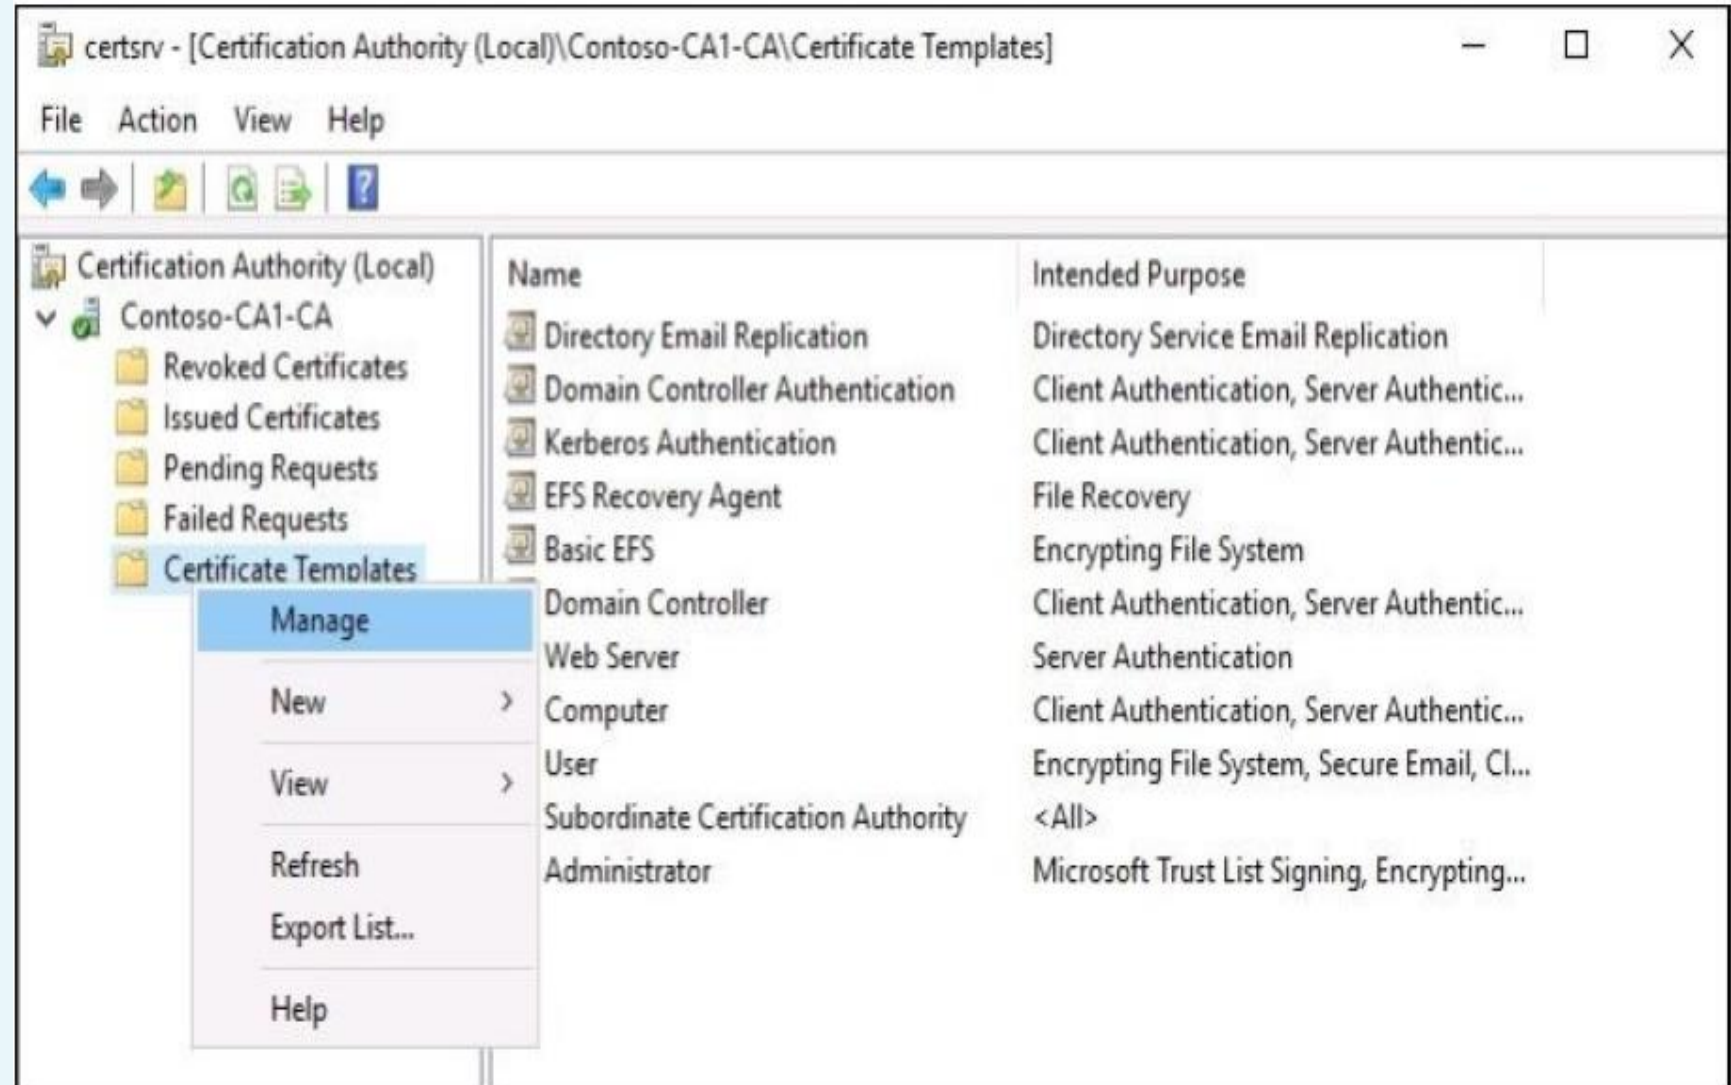 certsrv - [Certification Authority (Local)\Contoso-CA1-CA\Certificate Templates]
File Action View Help
Certification Authority (Local)
Contoso-CA1-CA
Revoked Certificates
Issued Certificates
Pending Requests
Failed Requests
Certificate Templates
Manage
New
View
Refresh
Export List...
Help
Name Intended Purpose
Directory Email Replication Directory Service Email Replication
Domain Controller Authentication Client Authentication, Server Authentic...
Kerberos Authentication Client Authentication, Server Authentic...
EFS Recovery Agent File Recovery
Basic EFS Encrypting File System
Domain Controller Client Authentication, Server Authentic...
Web Server Server Authentication
Computer Client Authentication, Server Authentic...
User Encrypting File System, Secure Email, Cl...
Subordinate Certification Authority <All>
Administrator Microsoft Trust List Signing, Encrypting...